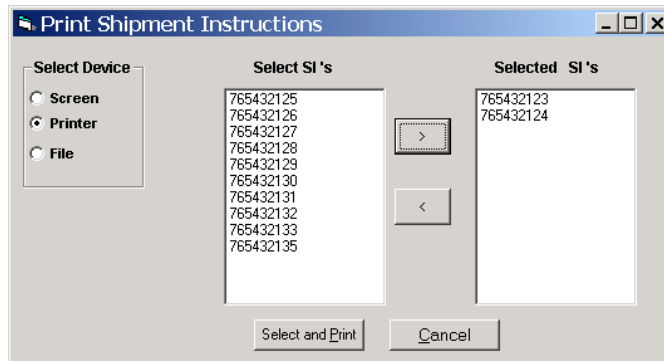 Print Shipment Instructions
Select Device
Screen
Printer
File
Select SI 's
765432125
765432126
765432127
765432128
765432129
765432130
765432131
765432132
765432133
765432135
>
<
Selected SI 's
765432123
765432124
Select and Print
Cancel